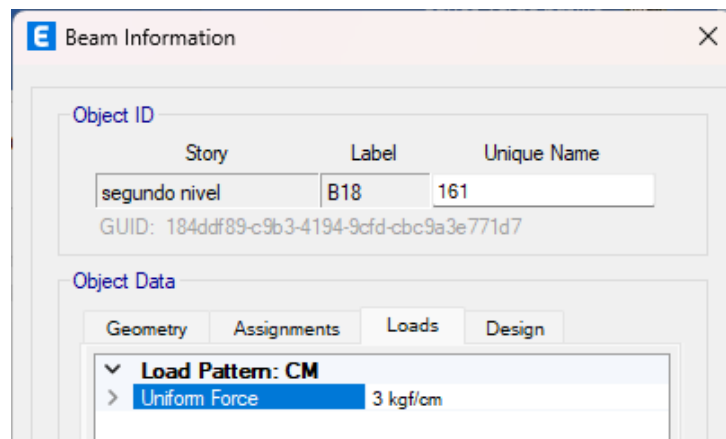 E Beam Information
Object ID
Story Label Unique Name
segundo nivel B18 161
GUID: 184ddf89-c9b3-4194-9cfd-cbc9a3e771d7
Object Data
Geometry Assignments Loads Design
Load Pattern: CM
Uniform Force 3 kgf/cm